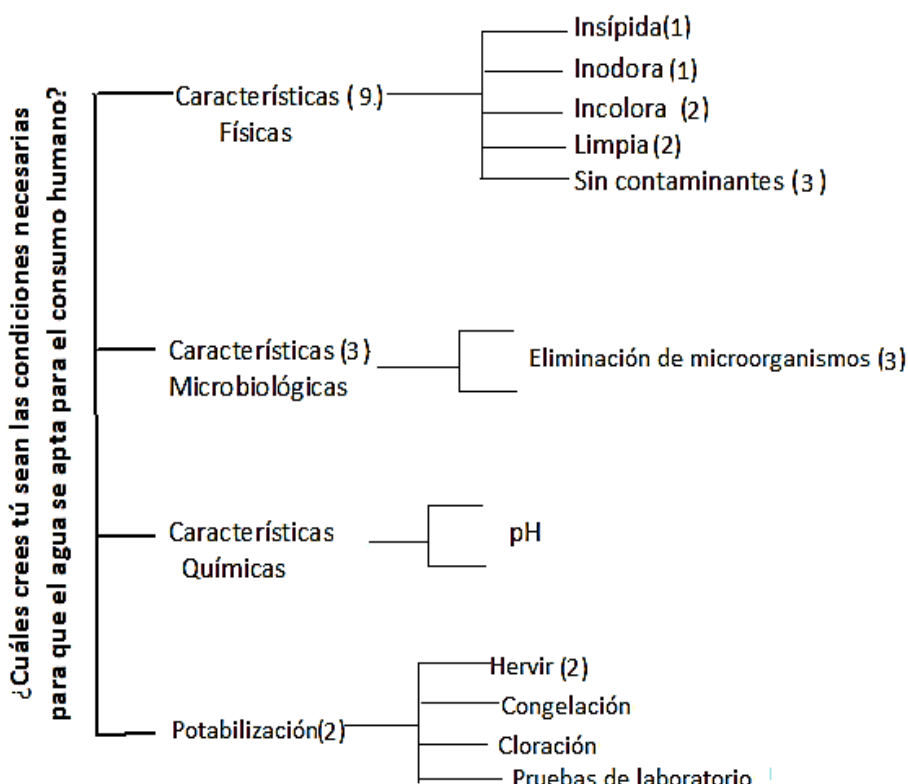 ¿Cuáles crees tú sean las condiciones necesarias
para que el agua se apta para el consumo humano?
Características ( 9.)
Físicas
Insípida(1)
Inodora (1)
Incolora (2)
Limpia (2)
Sin contaminantes (3 )
Características (3)
Microbiológicas
Eliminación de microorganismos (3)
Características
Químicas
pH
Potabilización(2)
Hervir (2)
Congelación
Cloración
Pruebas de laboratorio